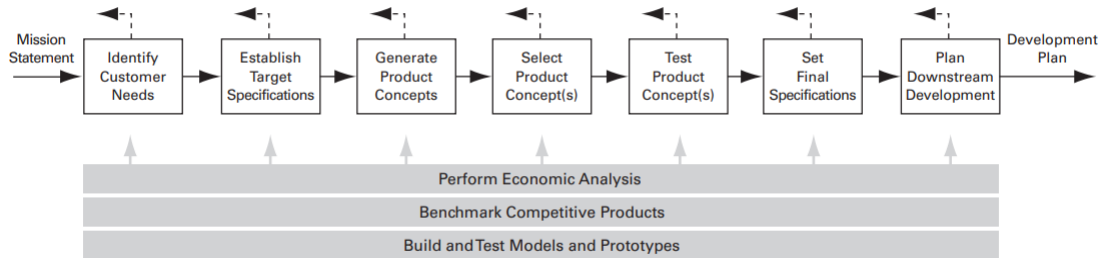 Mission
Statement
Identify
Customer
Needs
Establish
Target
Specifications
Generate
Product
Concepts
Select
Product
Concept(s)
Test
Product
Concept(s)
Set
Final
Specifications
Plan
Downstream
Development
Development
Plan
Perform Economic Analysis
Benchmark Competitive Products
Build and Test Models and Prototypes